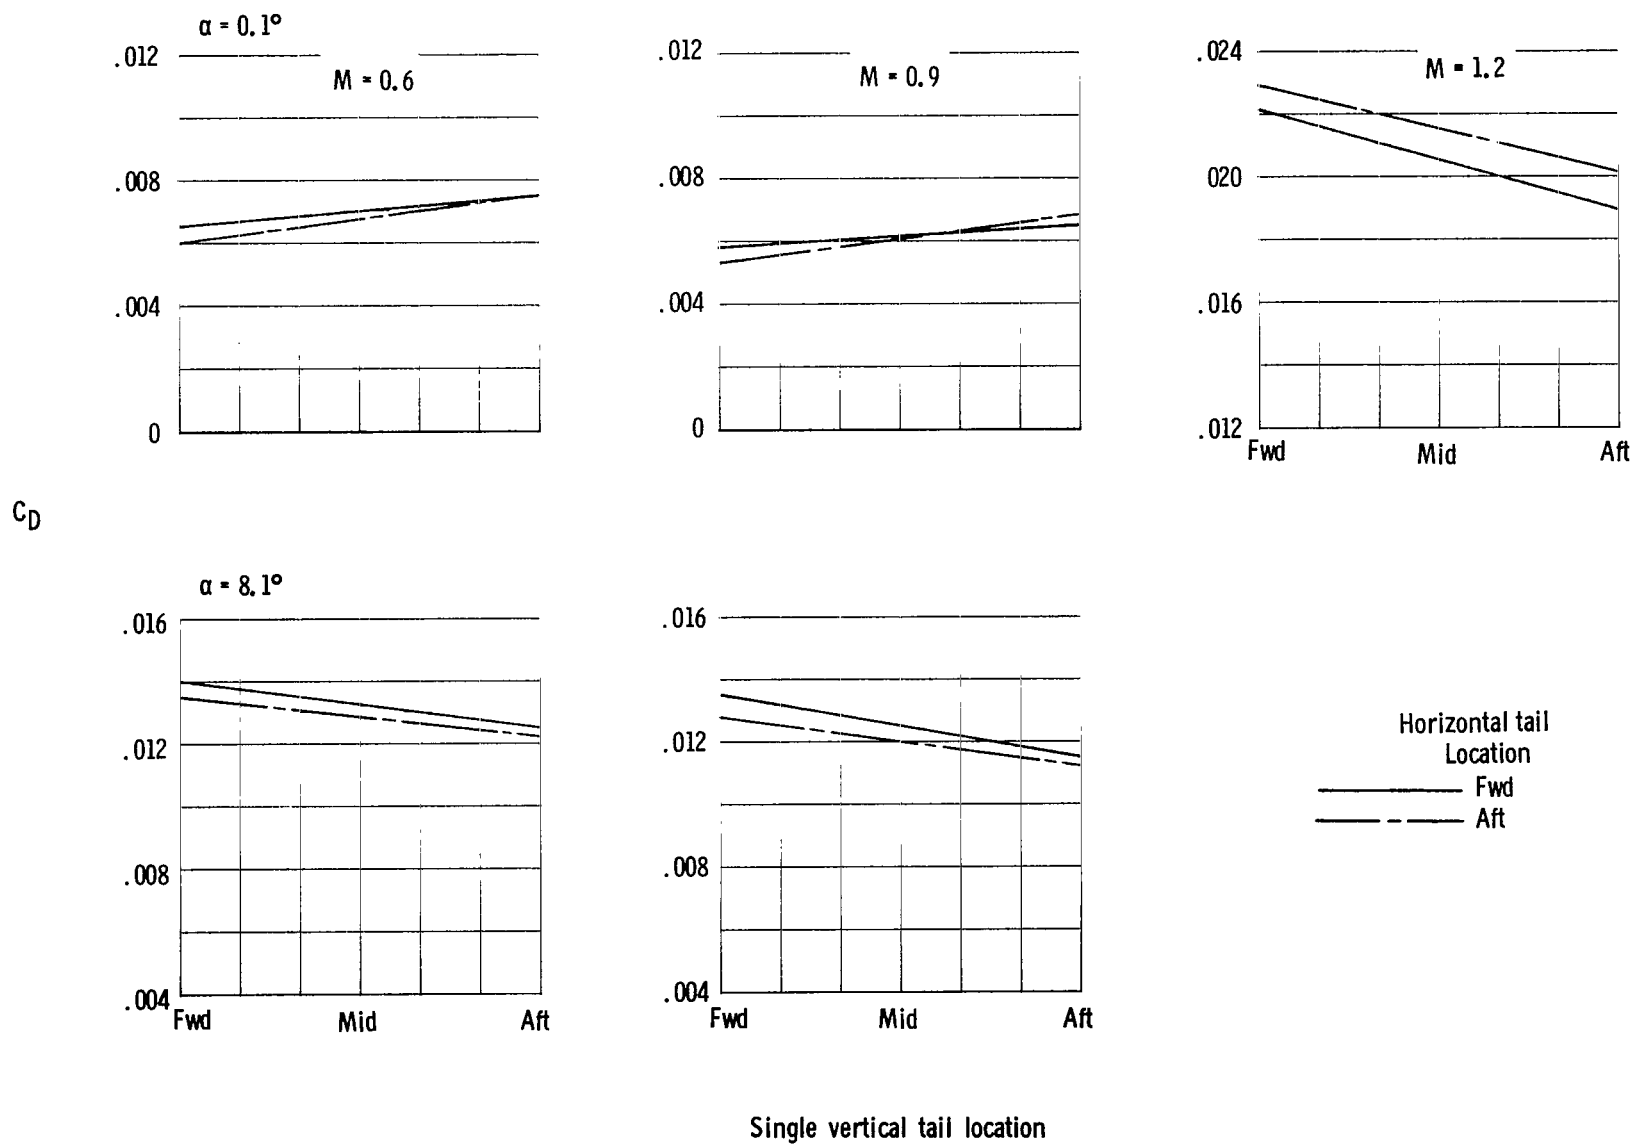 α = 0.1°
M = 0.6
.012
.008
.004
0
M = 0.9
.012
.008
.004
0
M = 1.2
.024
020
.016
.012
Fwd Mid Aft
C_D
α = 8.1°
.016
.012
.008
.004
Fwd Mid Aft
.016
.012
.008
.004
Fwd Mid Aft
Horizontal tail
Location
Fwd
Aft
Single vertical tail location